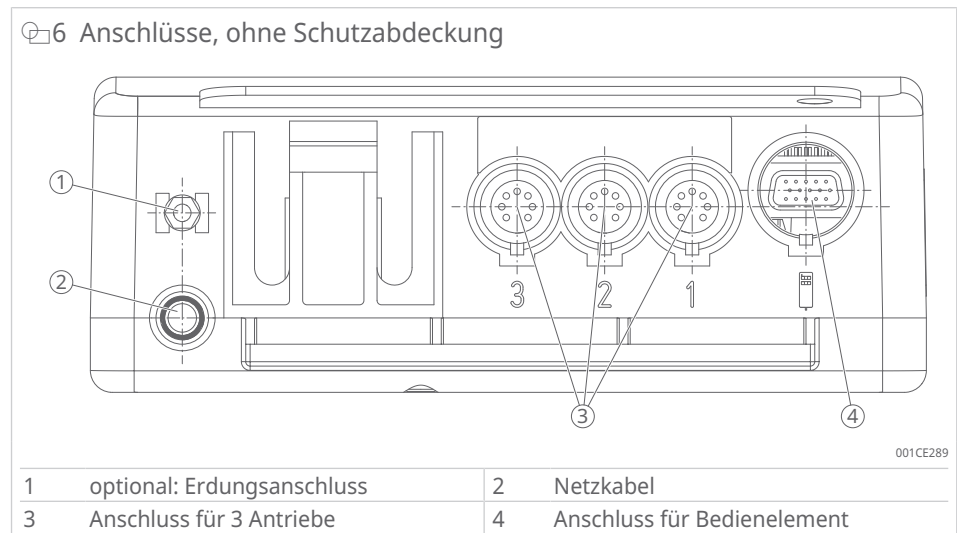 6 Anschlüsse, ohne Schutzabdeckung
1
2
3 2 1
3
4
001CE289
1 optional: Erdungsanschluss 2 Netzkabel
3 Anschluss für 3 Antriebe 4 Anschluss für Bedienelement